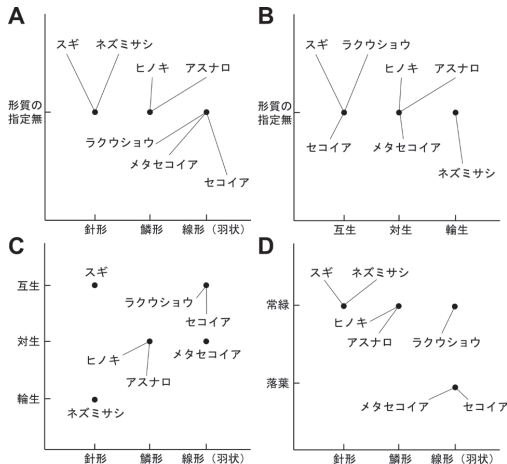 A
スギ ネズミサシ
ヒノキ アスナロ
形質の
指定無
ラクウショウ
メタセコイア
セコイア
針形 鱗形 線形（羽状）
B
スギ ラクウショウ
ヒノキ アスナロ
形質の
指定無
セコイア メタセコイア
ネズミサシ
互生 対生 輪生
C
互生
スギ
ラクウショウ
セコイア
対生
ヒノキ
メタセコイア
アスナロ
輪生
ネズミサシ
針形 鱗形 線形（羽状）
D
スギ ネズミサシ
常緑
ヒノキ
アスナロ
ラクウショウ
落葉
メタセコイア セコイア
針形 鱗形 線形（羽状）